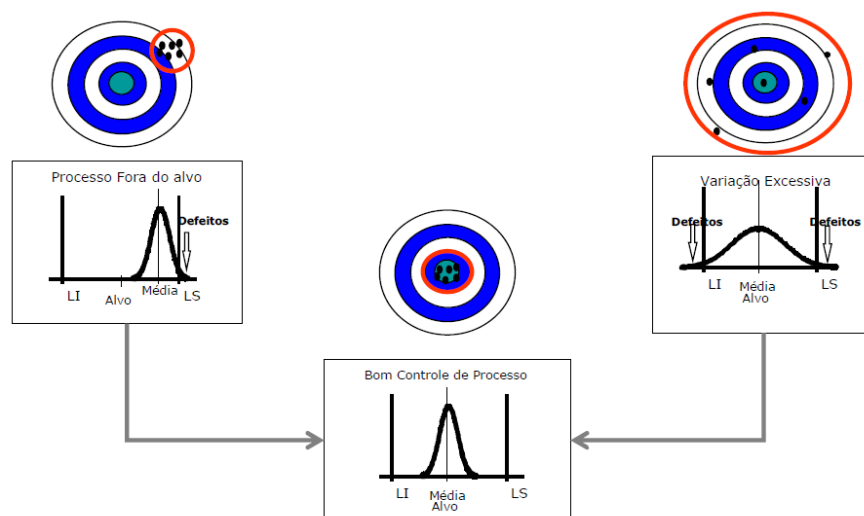 Processo Fora do alvo
Defeitos
LI
Alvo
Média
LS
Variação Excessiva
Defeitos
Defeitos
LI
Média
Alvo
LS
Bom Controle de Processo
LI
Média
Alvo
LS